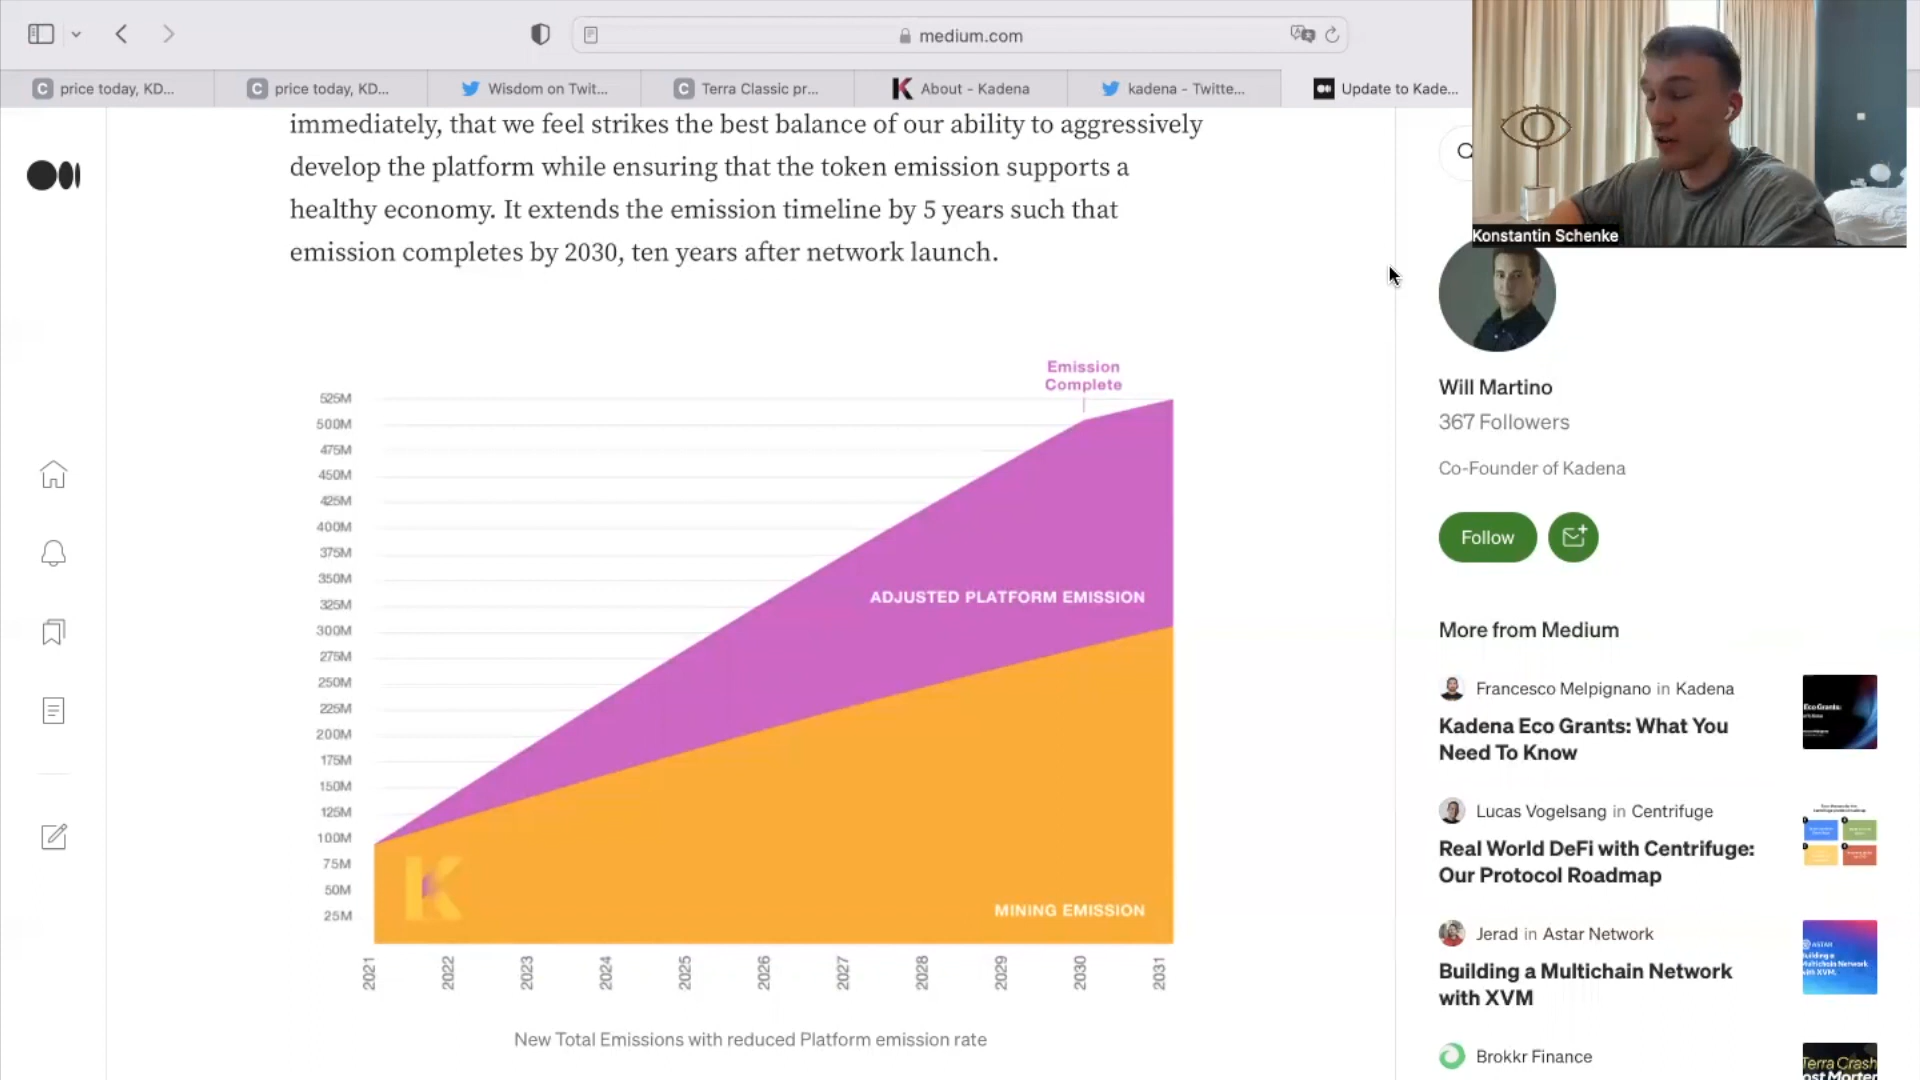 medium.com
price today, KD...
price today, KD...
Wisdom on Twit...
Terra Classic pr...
About - Kadena
kadena - Twitte...
Update to Kade...
Konstantin Schenke
immediately, that we feel strikes the best balance of our ability to aggressively
develop the platform while ensuring that the token emission supports a
healthy economy. It extends the emission timeline by 5 years such that
emission completes by 2030, ten years after network launch.
Emission
Complete
525M
500M
475M
450M
425M
400M
375M
350M
325M
300M
275M
250M
225M
200M
175M
150M
125M
100M
75M
50M
25M
ADJUSTED PLATFORM EMISSION
K
MINING EMISSION
2021
2022
2023
2024
2025
2026
2027
2028
2029
2030
2031
New Total Emissions with reduced Platform emission rate
Will Martino
367 Followers
Co-Founder of Kadena
Follow
More from Medium
Francesco Melpignano in Kadena
Kadena Eco Grants: What You
Need To Know
Lucas Vogelsang in Centrifuge
Real World DeFi with Centrifuge:
Our Protocol Roadmap
Jerad in Astar Network
Building a Multichain Network
with XVM
ASTAR
Building a
Multichain Network
with XVM.
Brokkr Finance
Terra Crash